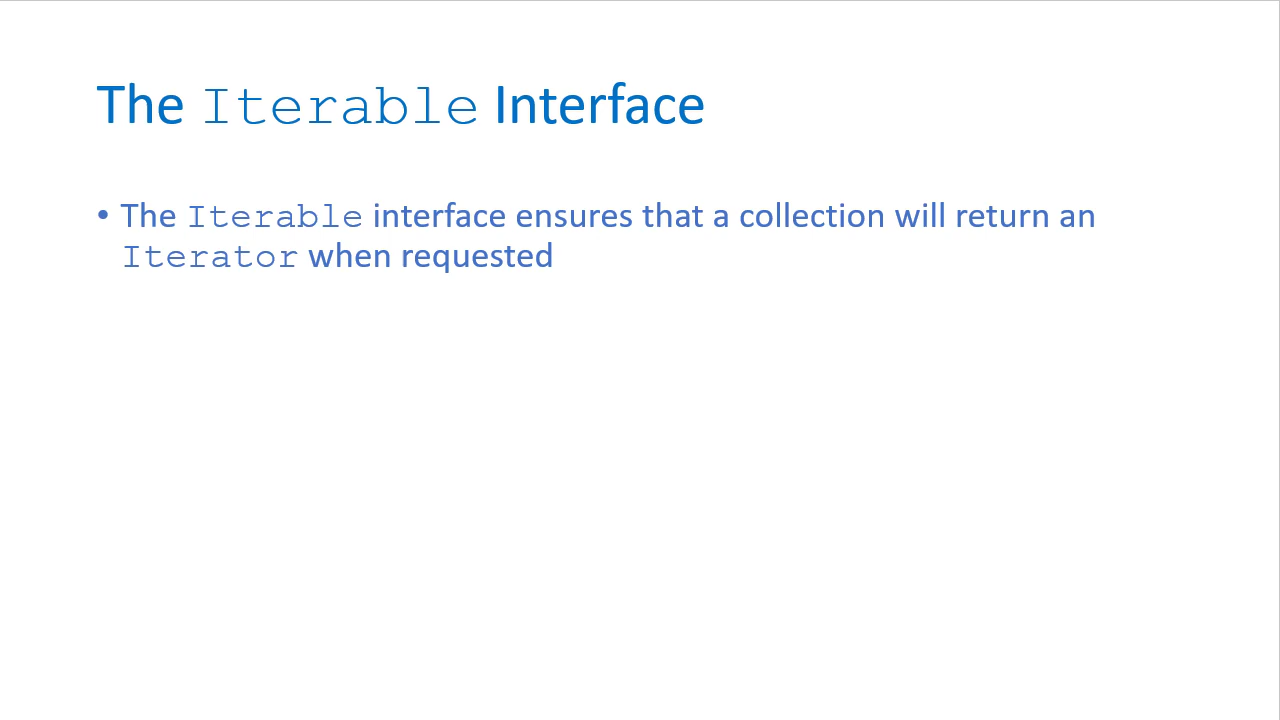 The Iterable Interface
• The Iterable interface ensures that a collection will return an
Iterator when requested